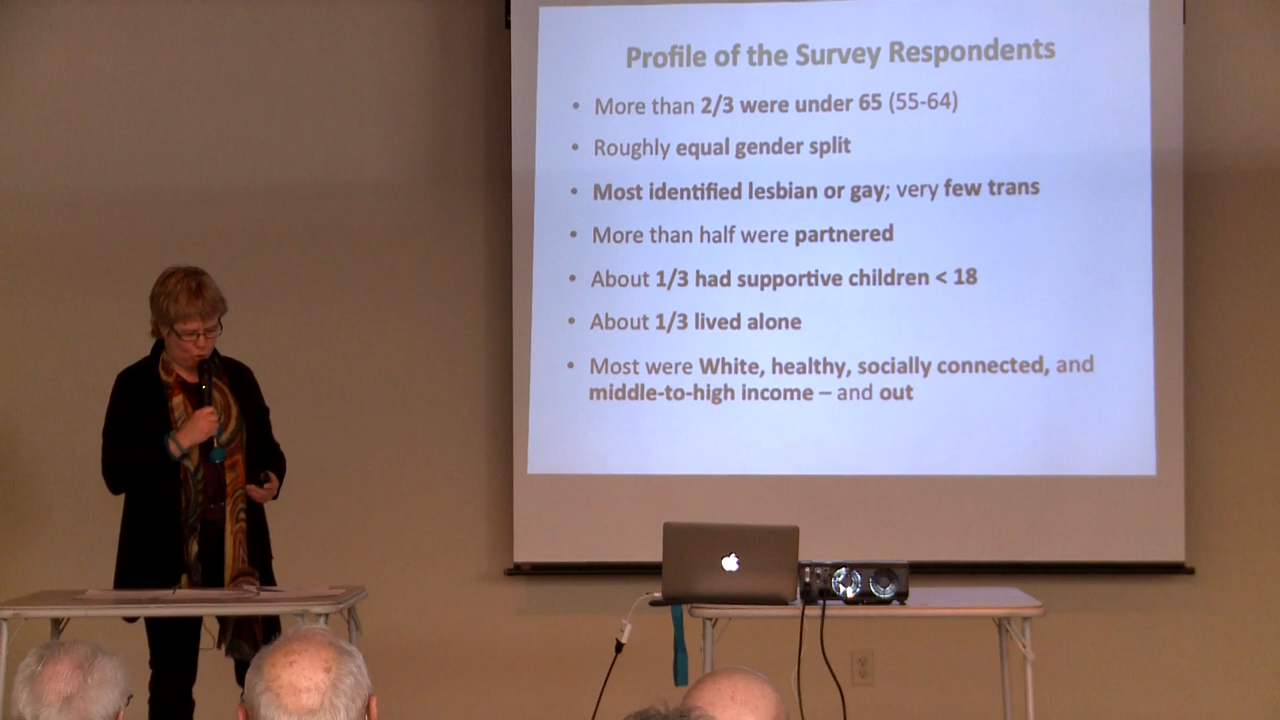 Profile of the Survey Respondents
• More than 2/3 were under 65 (55-64)
• Roughly equal gender split
• Most identified lesbian or gay; very few trans
• More than half were partnered
• About 1/3 had supportive children < 18
• About 1/3 lived alone
• Most were White, healthy, socially connected, and
middle-to-high income – and out